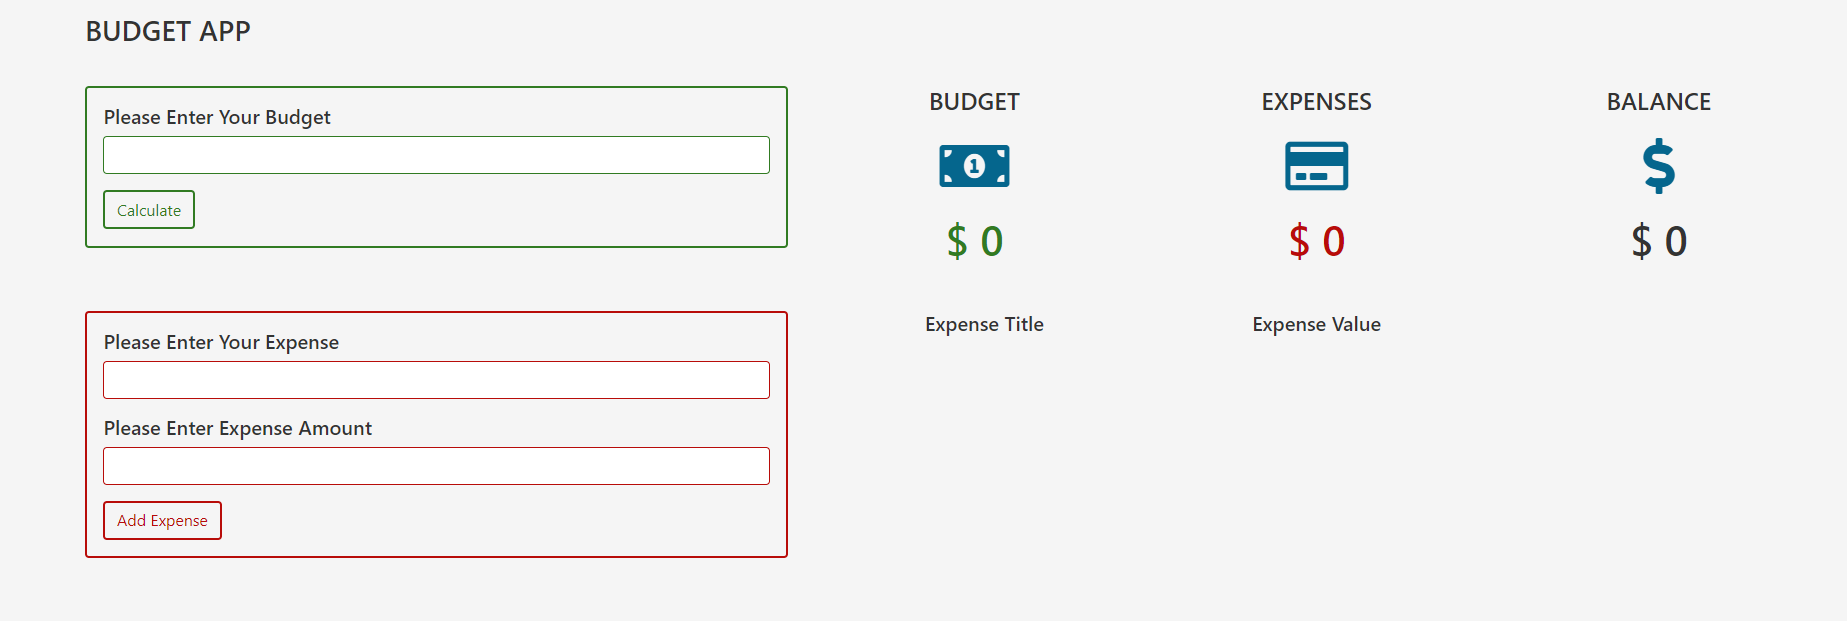 BUDGET APP
Please Enter Your Budget
Calculate
BUDGET
EXPENSES
BALANCE
1
$ 0
$ 0
$ 0
Please Enter Your Expense
Please Enter Expense Amount
Add Expense
Expense Title
Expense Value